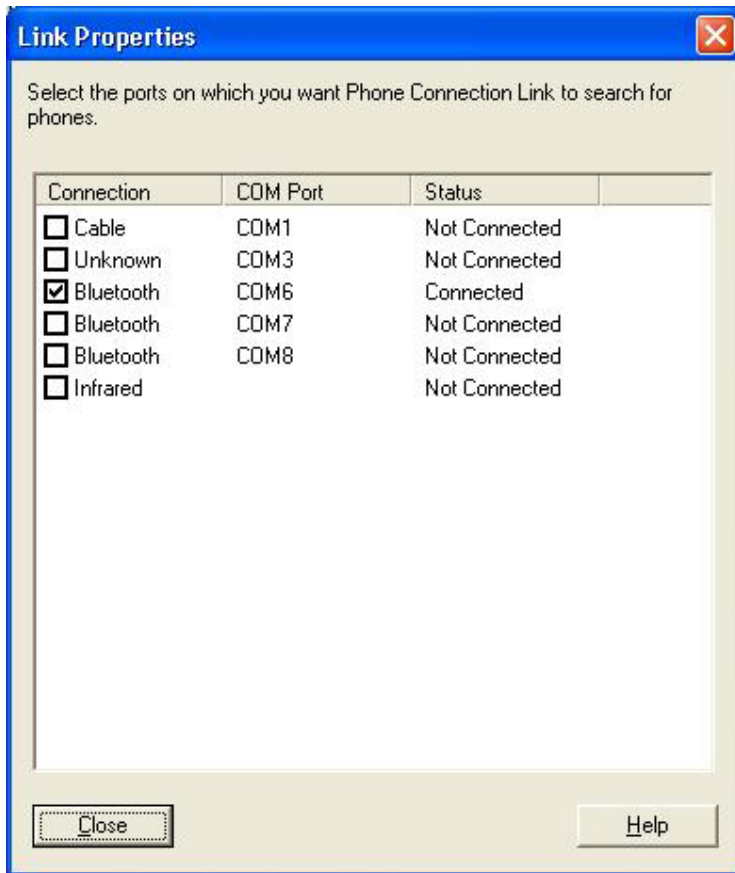 Link Properties
Select the ports on which you want Phone Connection Link to search for
phones.
Connection COM Port Status
Cable COM1 Not Connected
Unknown COM3 Not Connected
Bluetooth COM6 Connected
Bluetooth COM7 Not Connected
Bluetooth COM8 Not Connected
Infrared Not Connected
Close Help